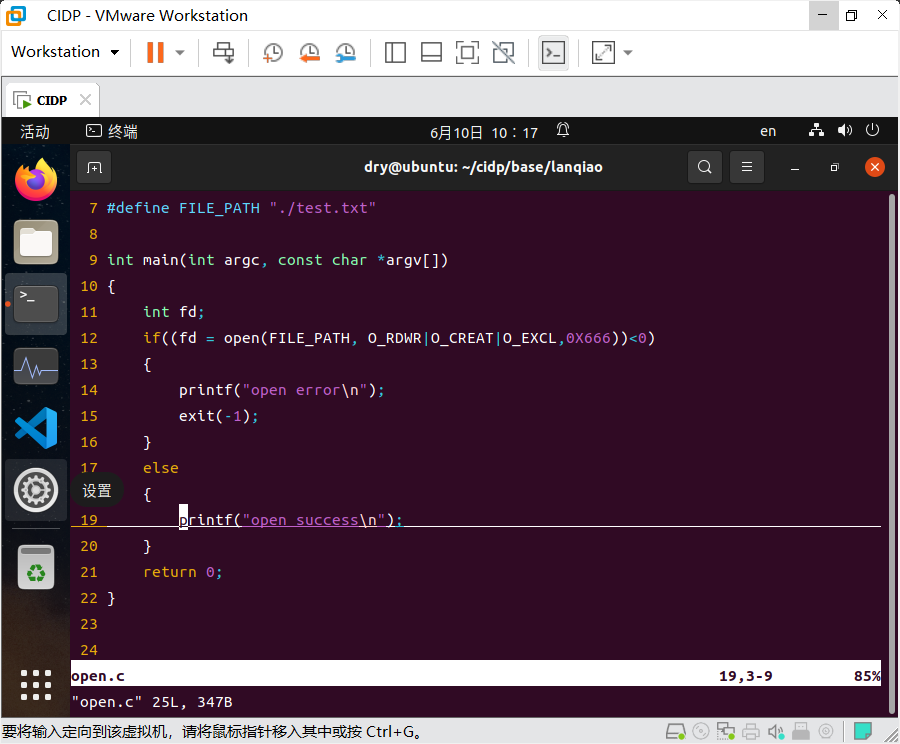 CIDP - VMware Workstation
Workstation
CIDP
活动 终端 6月10日 10：17 en
dry@ubuntu: ~/cidp/base/lanqiao
7 #define FILE_PATH "./test.txt"
8
9 int main(int argc, const char *argv[])
10 {
11 int fd;
12 if((fd = open(FILE_PATH, O_RDWR|O_CREAT|O_EXCL,0X666))<0)
13 {
14 printf("open error\n");
15 exit(-1);
16 }
17 else
设置 {
19 printf("open success\n");
20 }
21 return 0;
22 }
23
24
open.c 19,3-9 85%
"open.c" 25L, 347B
要将输入定向到该虚拟机，请将鼠标指针移入其中或按 Ctrl+G。